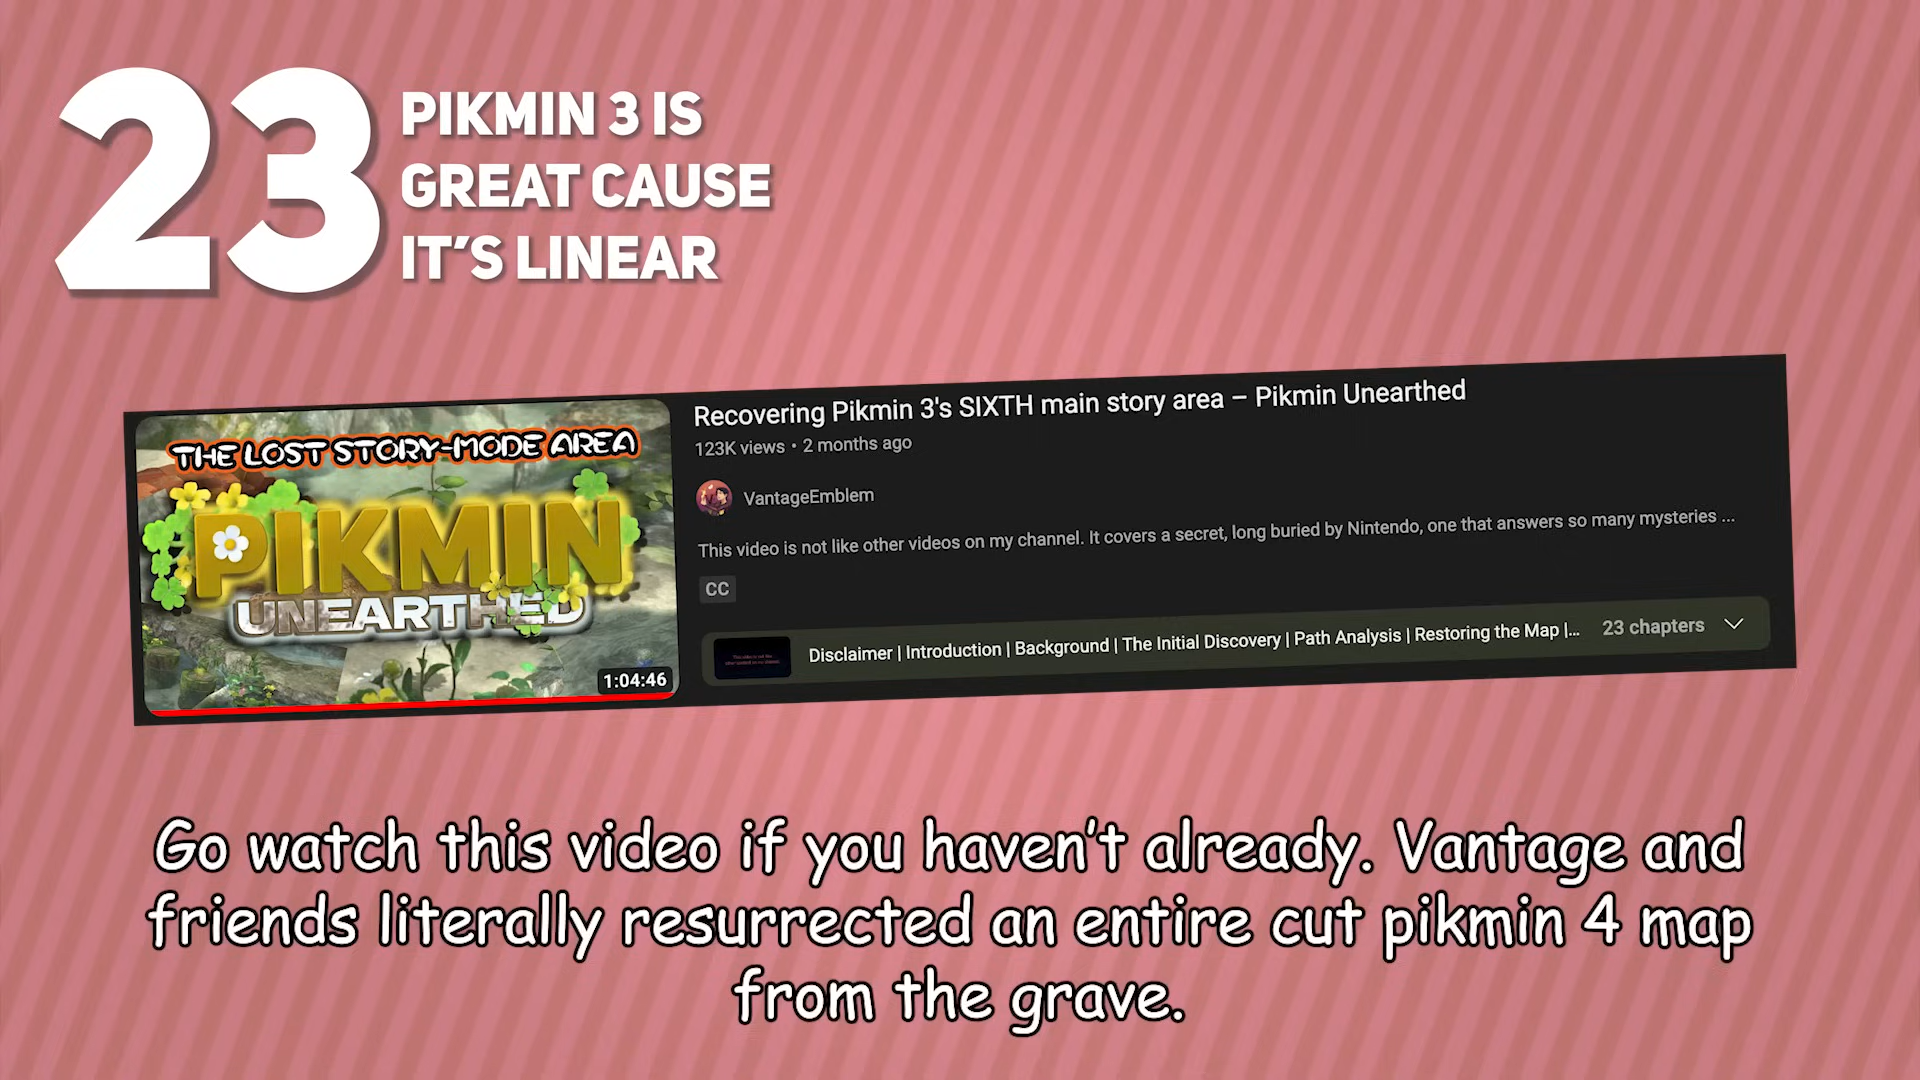 23
PIKMIN 3 IS
GREAT CAUSE
IT'S LINEAR
THE LOST STORY-MODE AREA
PIKMIN
UNEARTHED
1:04:46
Recovering Pikmin 3's SIXTH main story area – Pikmin Unearthed
123K views • 2 months ago
VantageEmblem
This video is not like other videos on my channel. It covers a secret, long buried by Nintendo, one that answers so many mysteries ...
CC
Disclaimer | Introduction | Background | The Initial Discovery | Path Analysis | Restoring the Map |...
23 chapters
Go watch this video if you haven't already. Vantage and
friends literally resurrected an entire cut pikmin 4 map
from the grave.